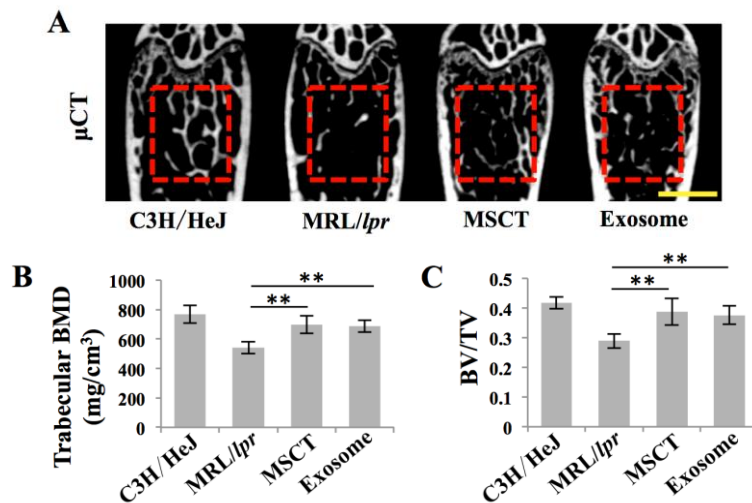 A
μCT
C3H/HeJ
MRL/lpr
MSCT
Exosome
B
Trabecular BMD
(mg/cm³)
1000
800
600
400
200
0
**
**
C3H/HeJ
MRL/lpr
MSCT
Exosome
C
BV/TV
0.5
0.4
0.3
0.2
0.1
0
**
**
C3H/HeJ
MRL/lpr
MSCT
Exosome